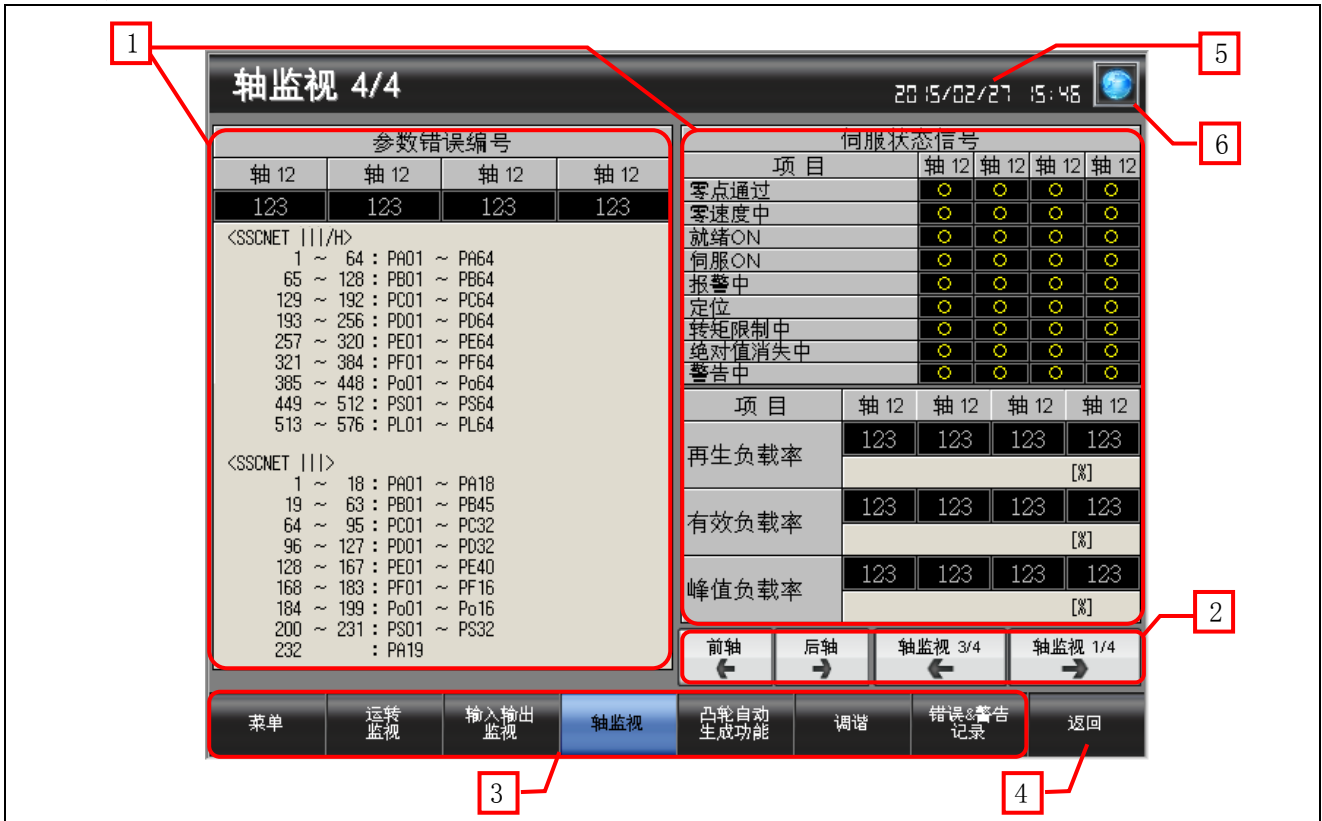 1
5
轴监视 4/4
2015/02/27 15:46
6
参数错误编号
轴 12 轴 12 轴 12 轴 12
123 123 123 123
<SSCNET |||/H>
1 ~ 64 : PA01 ~ PA64
65 ~ 128 : PB01 ~ PB64
129 ~ 192 : PC01 ~ PC64
193 ~ 256 : PD01 ~ PD64
257 ~ 320 : PE01 ~ PE64
321 ~ 384 : PF01 ~ PF64
385 ~ 448 : Po01 ~ Po64
449 ~ 512 : PS01 ~ PS64
513 ~ 576 : PL01 ~ PL64
<SSCNET |||>
1 ~ 18 : PA01 ~ PA18
19 ~ 63 : PB01 ~ PB45
64 ~ 95 : PC01 ~ PC32
96 ~ 127 : PD01 ~ PD32
128 ~ 167 : PE01 ~ PE40
168 ~ 183 : PF01 ~ PF16
184 ~ 199 : Po01 ~ Po16
200 ~ 231 : PS01 ~ PS32
232 : PA19
伺服状态信号
项 目 轴 12 轴 12 轴 12 轴 12
零点通过
零速度中
就绪ON
伺服ON
报警中
定位
转矩限制中
绝对值消失中
警告中
项 目 轴 12 轴 12 轴 12 轴 12
再生负载率 123 123 123 123
[%]
有效负载率 123 123 123 123
[%]
峰值负载率 123 123 123 123
[%]
2
前轴 后轴 轴监视 3/4 轴监视 1/4
菜单 运转监视 输入输出监视 轴监视 凸轮自动生成功能 调谐 错误&警告记录 返回
3
4